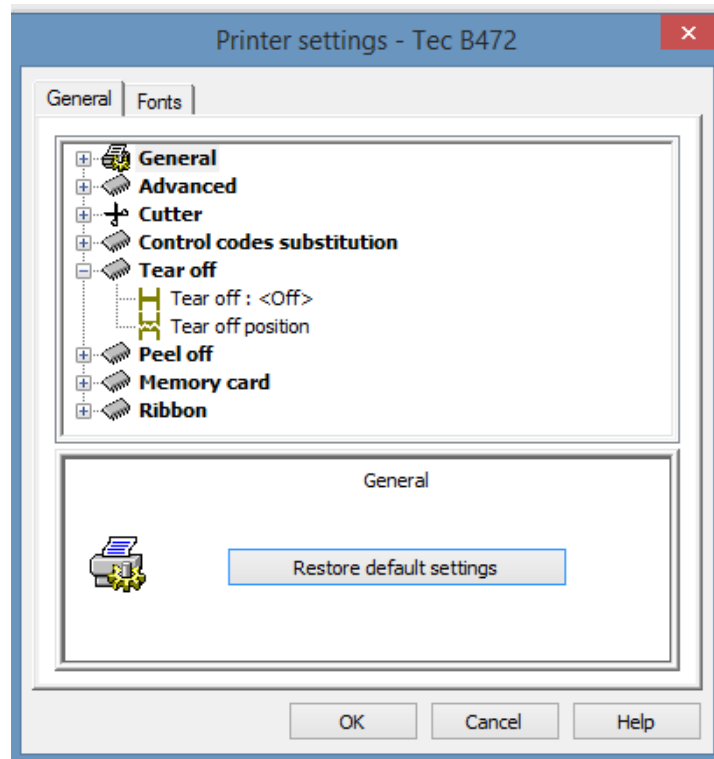 Printer settings - Tec B472
General
Fonts
General
Advanced
Cutter
Control codes substitution
Tear off
Tear off : <Off>
Tear off position
Peel off
Memory card
Ribbon
General
Restore default settings
OK
Cancel
Help